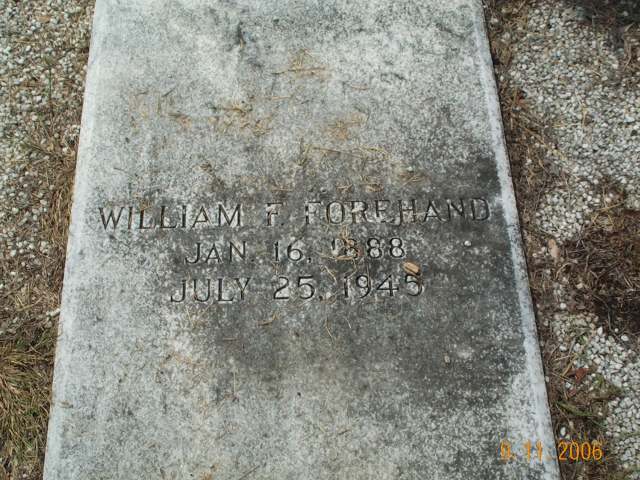 WILLIAM F. FOREHAND
JAN. 16, 1888
JULY 25, 1945
9 11 2006